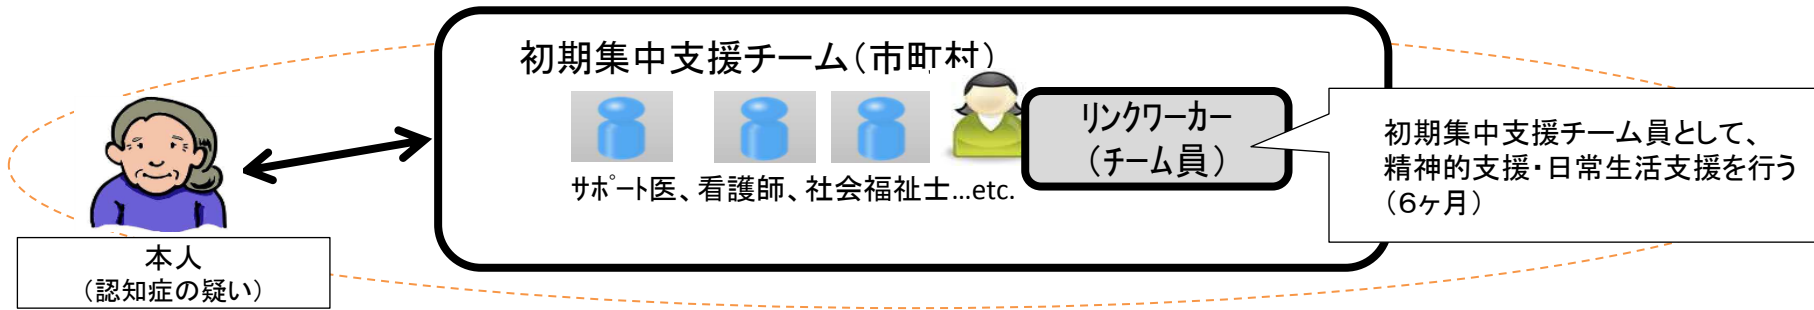 初期集中支援チーム(市町村)
リンクワーカー
(チーム員)
初期集中支援チーム員として、
精神的支援・日常生活支援を行う
(6ヶ月)
サポート医、看護師、社会福祉士…etc.
本人
(認知症の疑い)